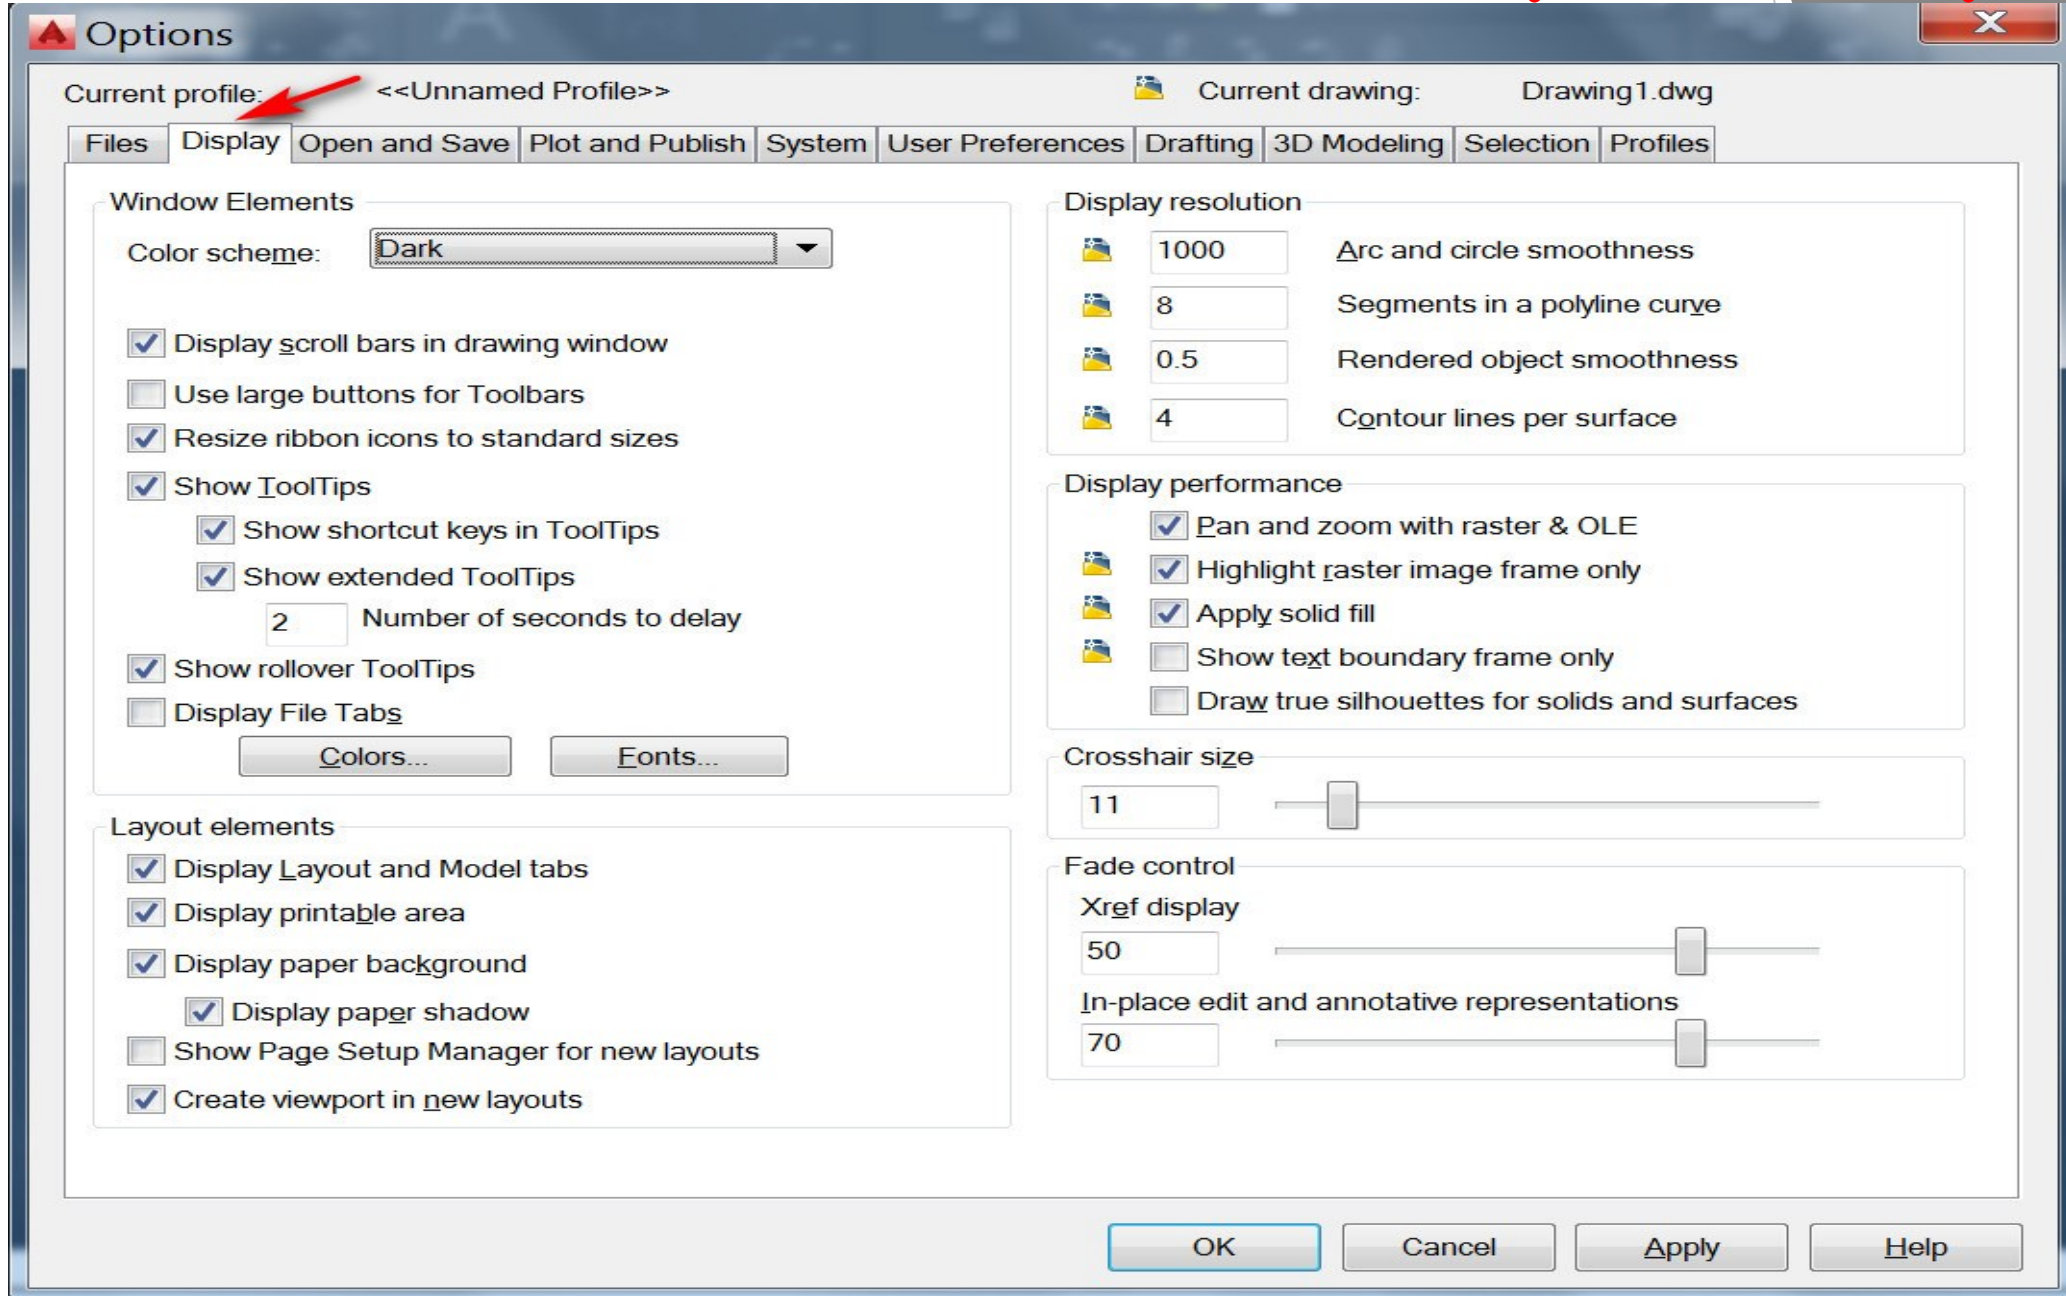 Options
Current profile: <<Unnamed Profile>> Current drawing: Drawing1.dwg
Files Display Open and Save Plot and Publish System User Preferences Drafting 3D Modeling Selection Profiles
Window Elements
Color scheme: Dark
Display scroll bars in drawing window
Use large buttons for Toolbars
Resize ribbon icons to standard sizes
Show ToolTips
Show shortcut keys in ToolTips
Show extended ToolTips
2 Number of seconds to delay
Show rollover ToolTips
Display File Tabs
Colors... Fonts...
Layout elements
Display Layout and Model tabs
Display printable area
Display paper background
Display paper shadow
Show Page Setup Manager for new layouts
Create viewport in new layouts
Display resolution
1000 Arc and circle smoothness
8 Segments in a polyline curve
0.5 Rendered object smoothness
4 Contour lines per surface
Display performance
Pan and zoom with raster & OLE
Highlight raster image frame only
Apply solid fill
Show text boundary frame only
Draw true silhouettes for solids and surfaces
Crosshair size
11
Fade control
Xref display
50
In-place edit and annotative representations
70
OK Cancel Apply Help